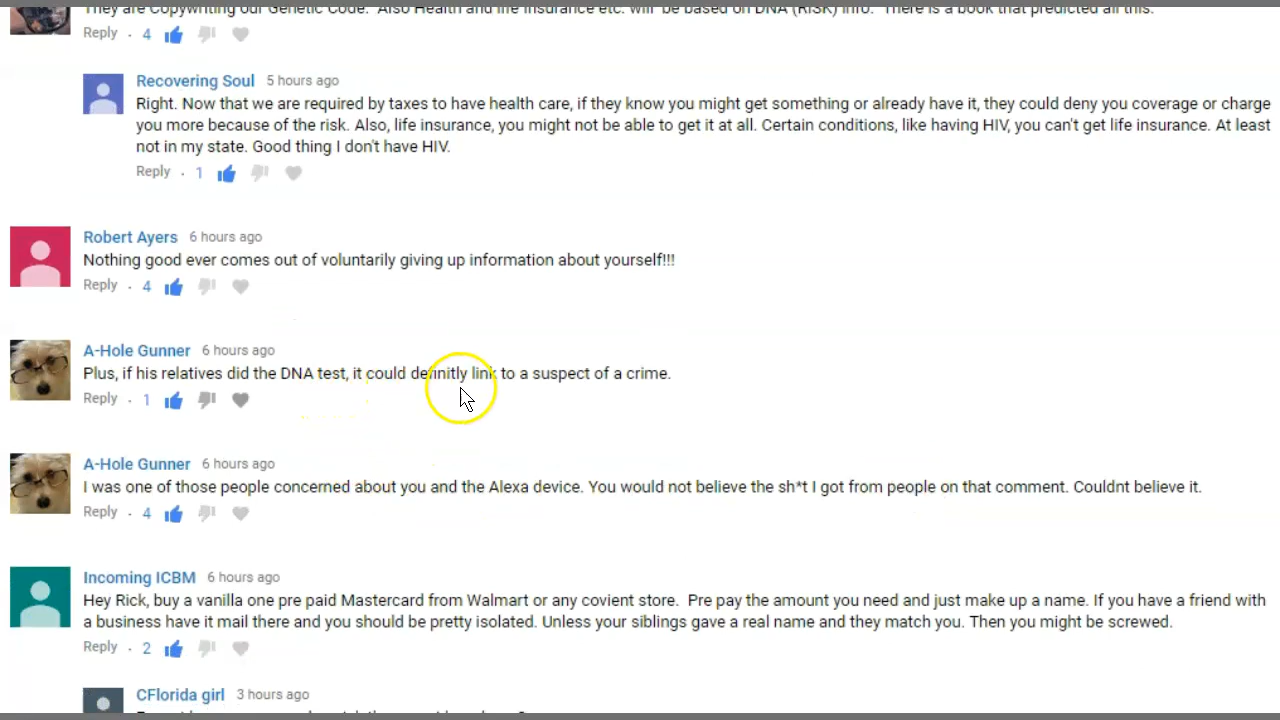 They are Copywriting our Genetic Code. Also Health and life insurance etc. will be based on DNA (RISK) info. There is a book that predicted all this.
Reply · 4
Recovering Soul 5 hours ago
Right. Now that we are required by taxes to have health care, if they know you might get something or already have it, they could deny you coverage or charge
you more because of the risk. Also, life insurance, you might not be able to get it at all. Certain conditions, like having HIV, you can't get life insurance. At least
not in my state. Good thing I don't have HIV.
Reply · 1
Robert Ayers 6 hours ago
Nothing good ever comes out of voluntarily giving up information about yourself!!!
Reply · 4
A-Hole Gunner 6 hours ago
Plus, if his relatives did the DNA test, it could definitly link to a suspect of a crime.
Reply · 1
A-Hole Gunner 6 hours ago
I was one of those people concerned about you and the Alexa device. You would not believe the sh*t I got from people on that comment. Couldnt believe it.
Reply · 4
Incoming ICBM 6 hours ago
Hey Rick, buy a vanilla one pre paid Mastercard from Walmart or any covient store. Pre pay the amount you need and just make up a name. If you have a friend with
a business have it mail there and you should be pretty isolated. Unless your siblings gave a real name and they match you. Then you might be screwed.
Reply · 2
CFlorida girl 3 hours ago